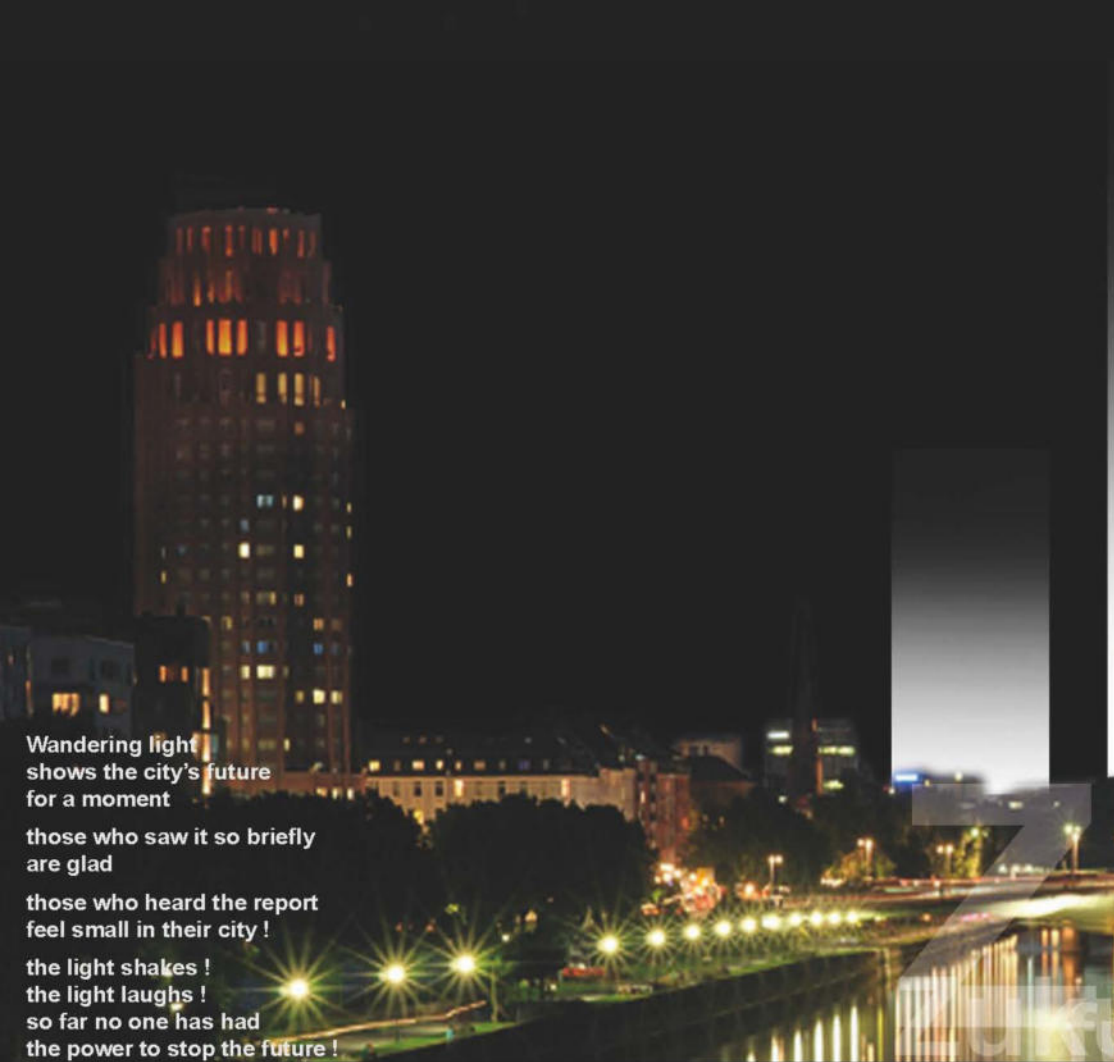 Wandering light
shows the city’s future
for a moment
those who saw it so briefly
are glad
those who heard the report
feel small in their city !
the light shakes !
the light laughs !
so far no one has had
the power to stop the future !
Z